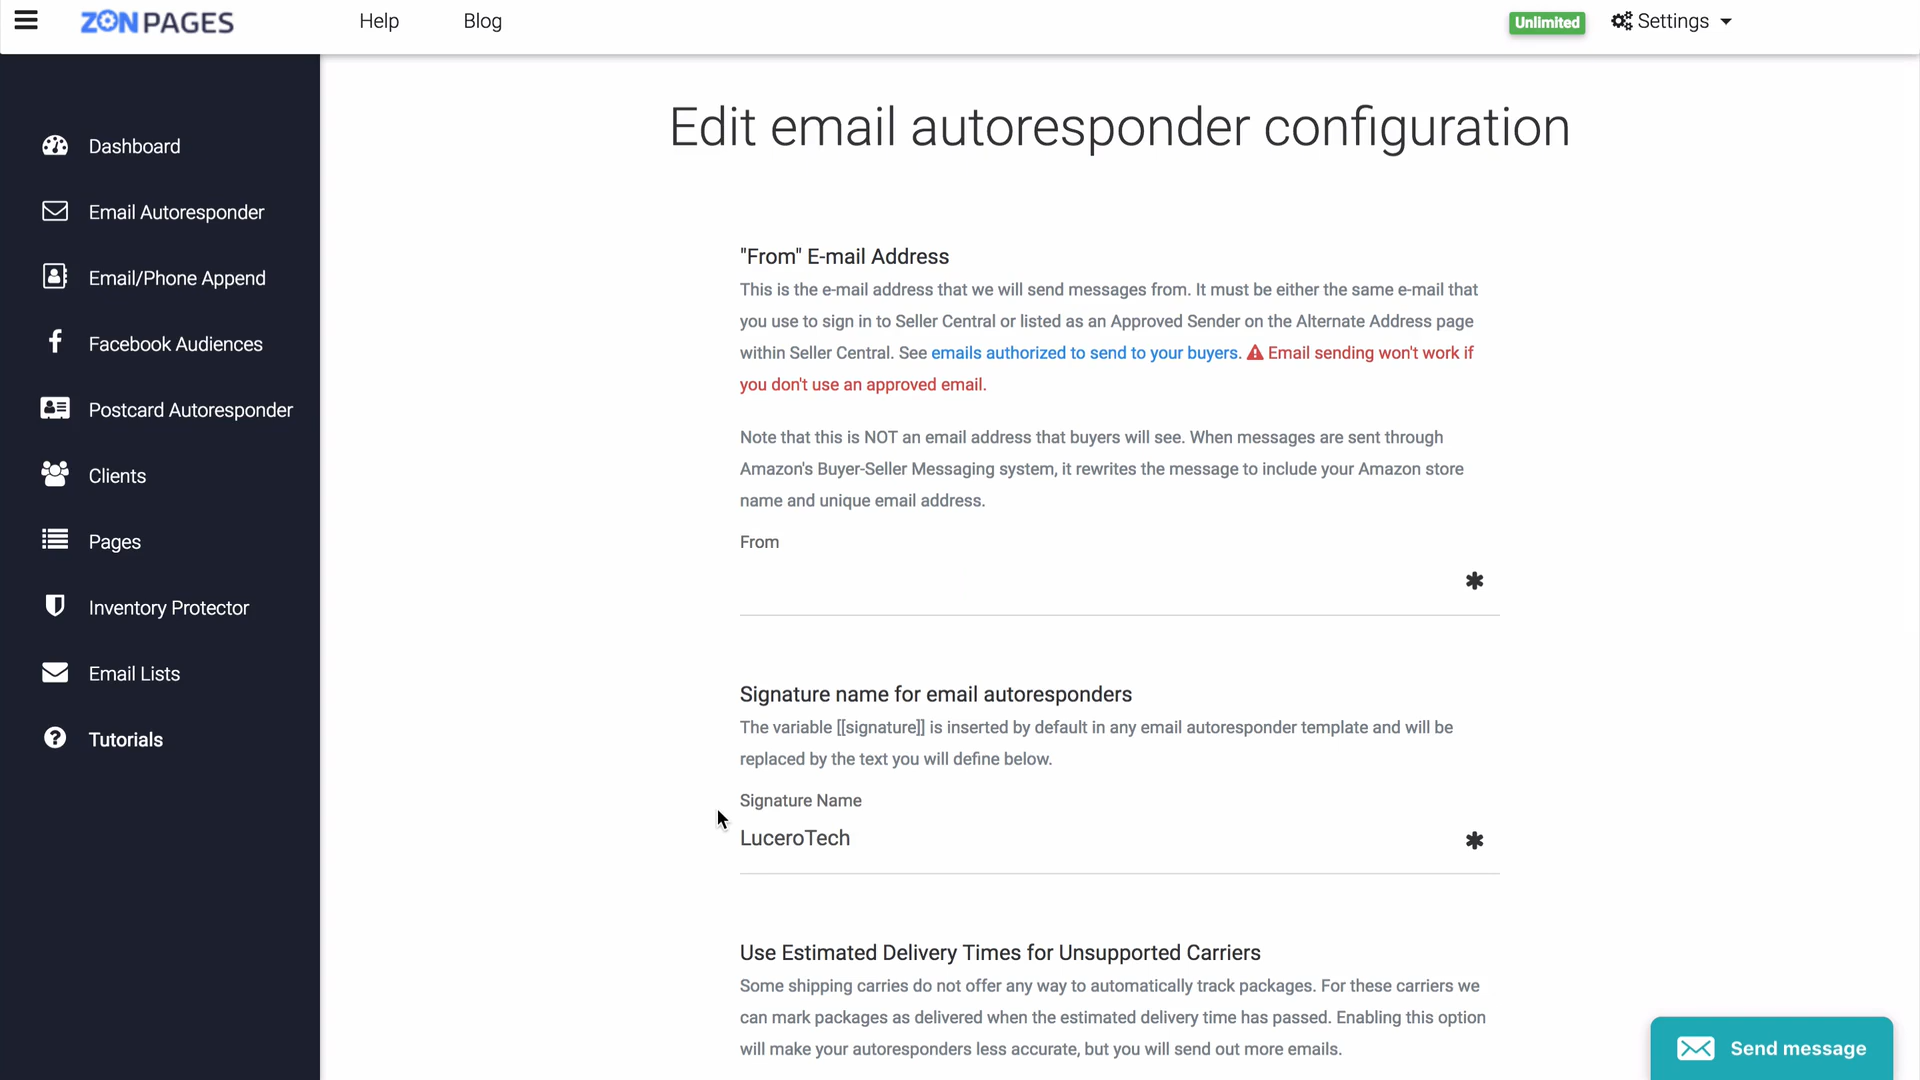 ZONPAGES
Help
Blog
Unlimited
Settings
Dashboard
Email Autoresponder
Email/Phone Append
Facebook Audiences
Postcard Autoresponder
Clients
Pages
Inventory Protector
Email Lists
Tutorials
Edit email autoresponder configuration
"From" E-mail Address
This is the e-mail address that we will send messages from. It must be either the same e-mail that
you use to sign in to Seller Central or listed as an Approved Sender on the Alternate Address page
within Seller Central. See emails authorized to send to your buyers. Email sending won't work if
you don't use an approved email.
Note that this is NOT an email address that buyers will see. When messages are sent through
Amazon's Buyer-Seller Messaging system, it rewrites the message to include your Amazon store
name and unique email address.
From
Signature name for email autoresponders
The variable [[signature]] is inserted by default in any email autoresponder template and will be
replaced by the text you will define below.
Signature Name
LuceroTech
Use Estimated Delivery Times for Unsupported Carriers
Some shipping carries do not offer any way to automatically track packages. For these carriers we
can mark packages as delivered when the estimated delivery time has passed. Enabling this option
will make your autoresponders less accurate, but you will send out more emails.
Send message